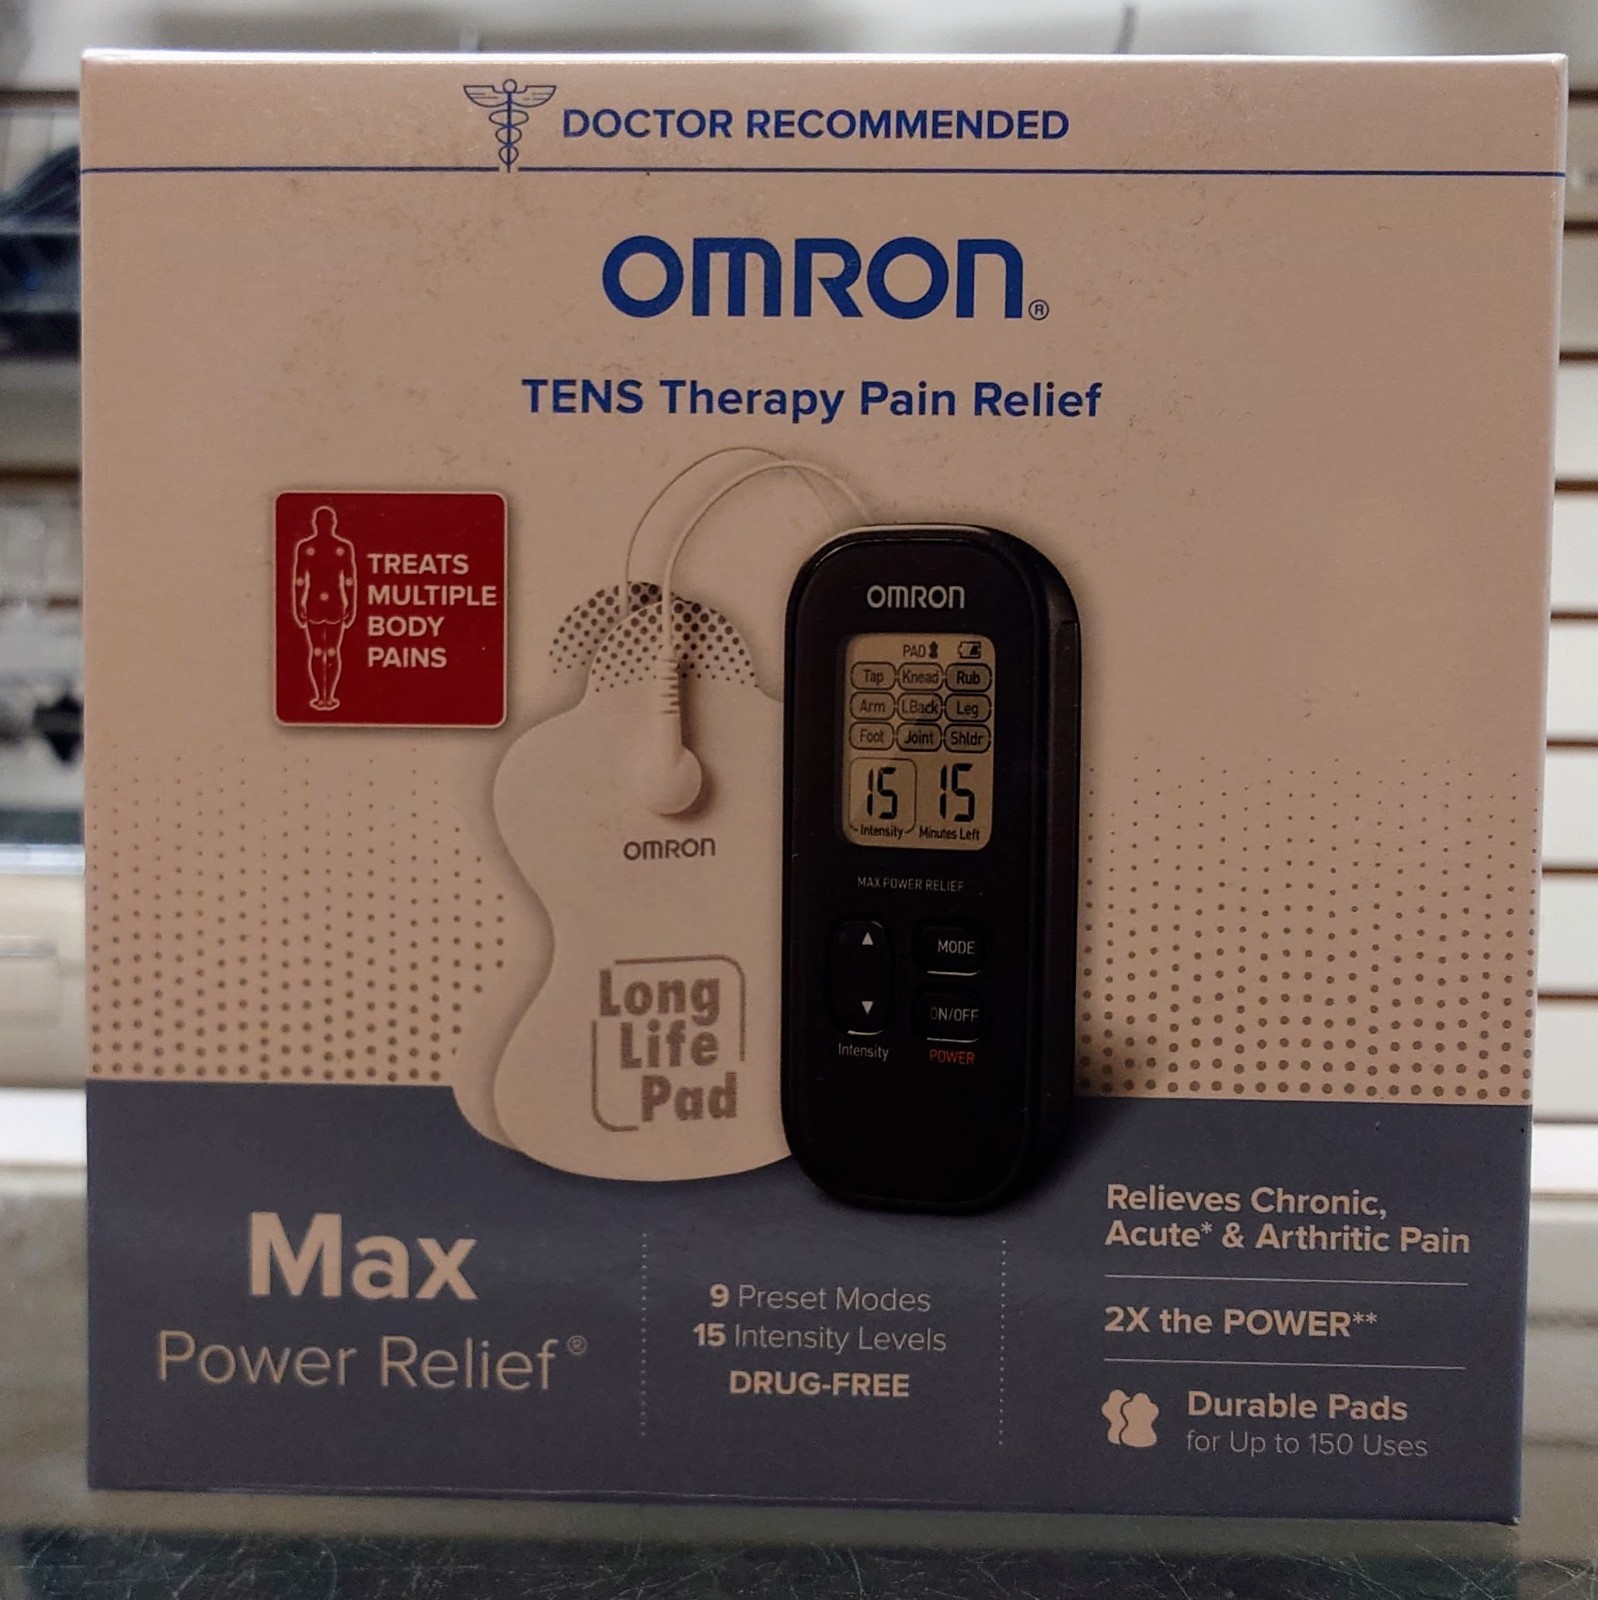 DOCTOR RECOMMENDED
OMRON®
TENS Therapy Pain Relief
TREATS
MULTIPLE
BODY
PAINS
OMRON
Long
Life
Pad
OMRON
PAD
Tap Knead Rub
Arm LBack Leg
Foot Joint Shldr
15 15
Intensity Minutes Left
MAX POWER RELIEF
MODE
ON/OFF
Intensity POWER
Max
Power Relief®
9 Preset Modes
15 Intensity Levels
DRUG-FREE
Relieves Chronic,
Acute* & Arthritic Pain
2X the POWER**
Durable Pads
for Up to 150 Uses